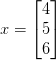 x = [4
5
6]